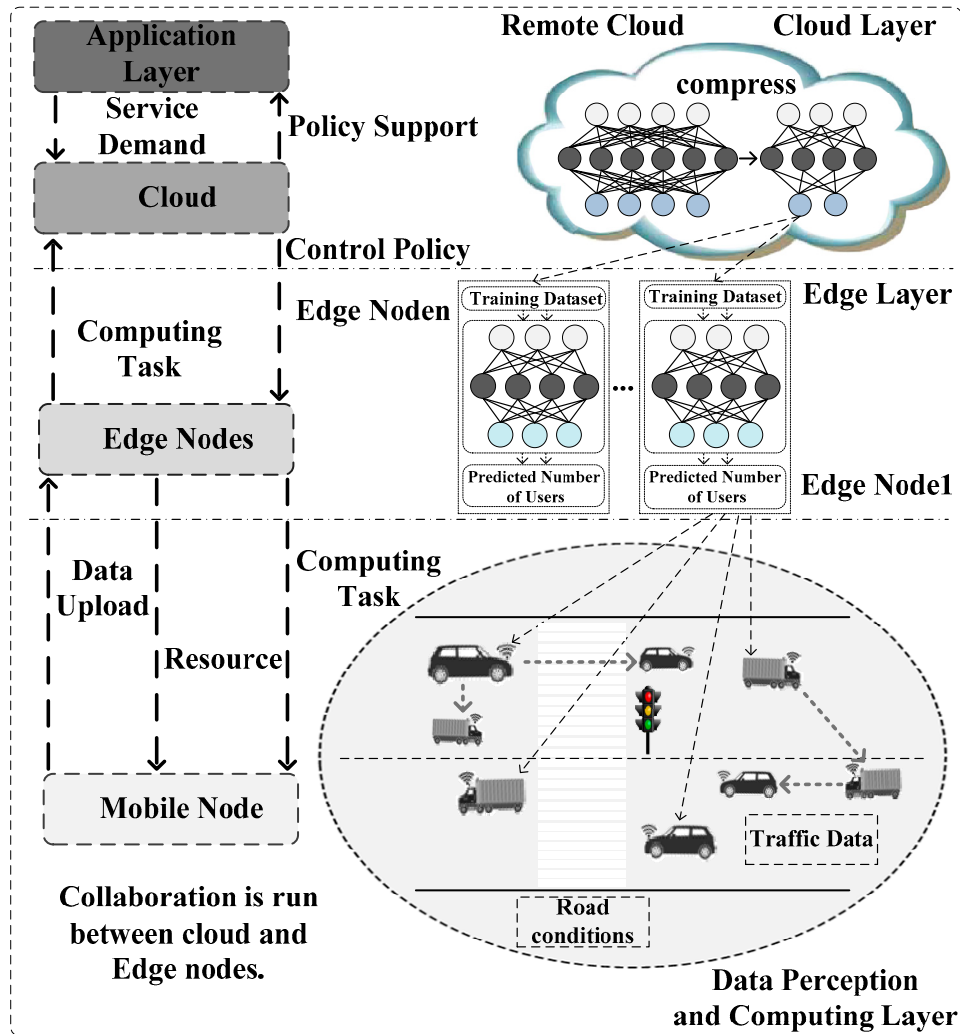 Application
Layer
Service
Demand
Policy Support
Cloud
Control Policy
Computing
Task
Edge Nodes
Data
Upload
Resource
Computing
Task
Mobile Node
Collaboration is run
between cloud and
Edge nodes.
Remote Cloud
Cloud Layer
compress
Edge Noden
Training Dataset
Training Dataset
Edge Layer
...
Predicted Number
of Users
Predicted Number
of Users
Edge Node1
Traffic Data
Road
conditions
Data Perception
and Computing Layer